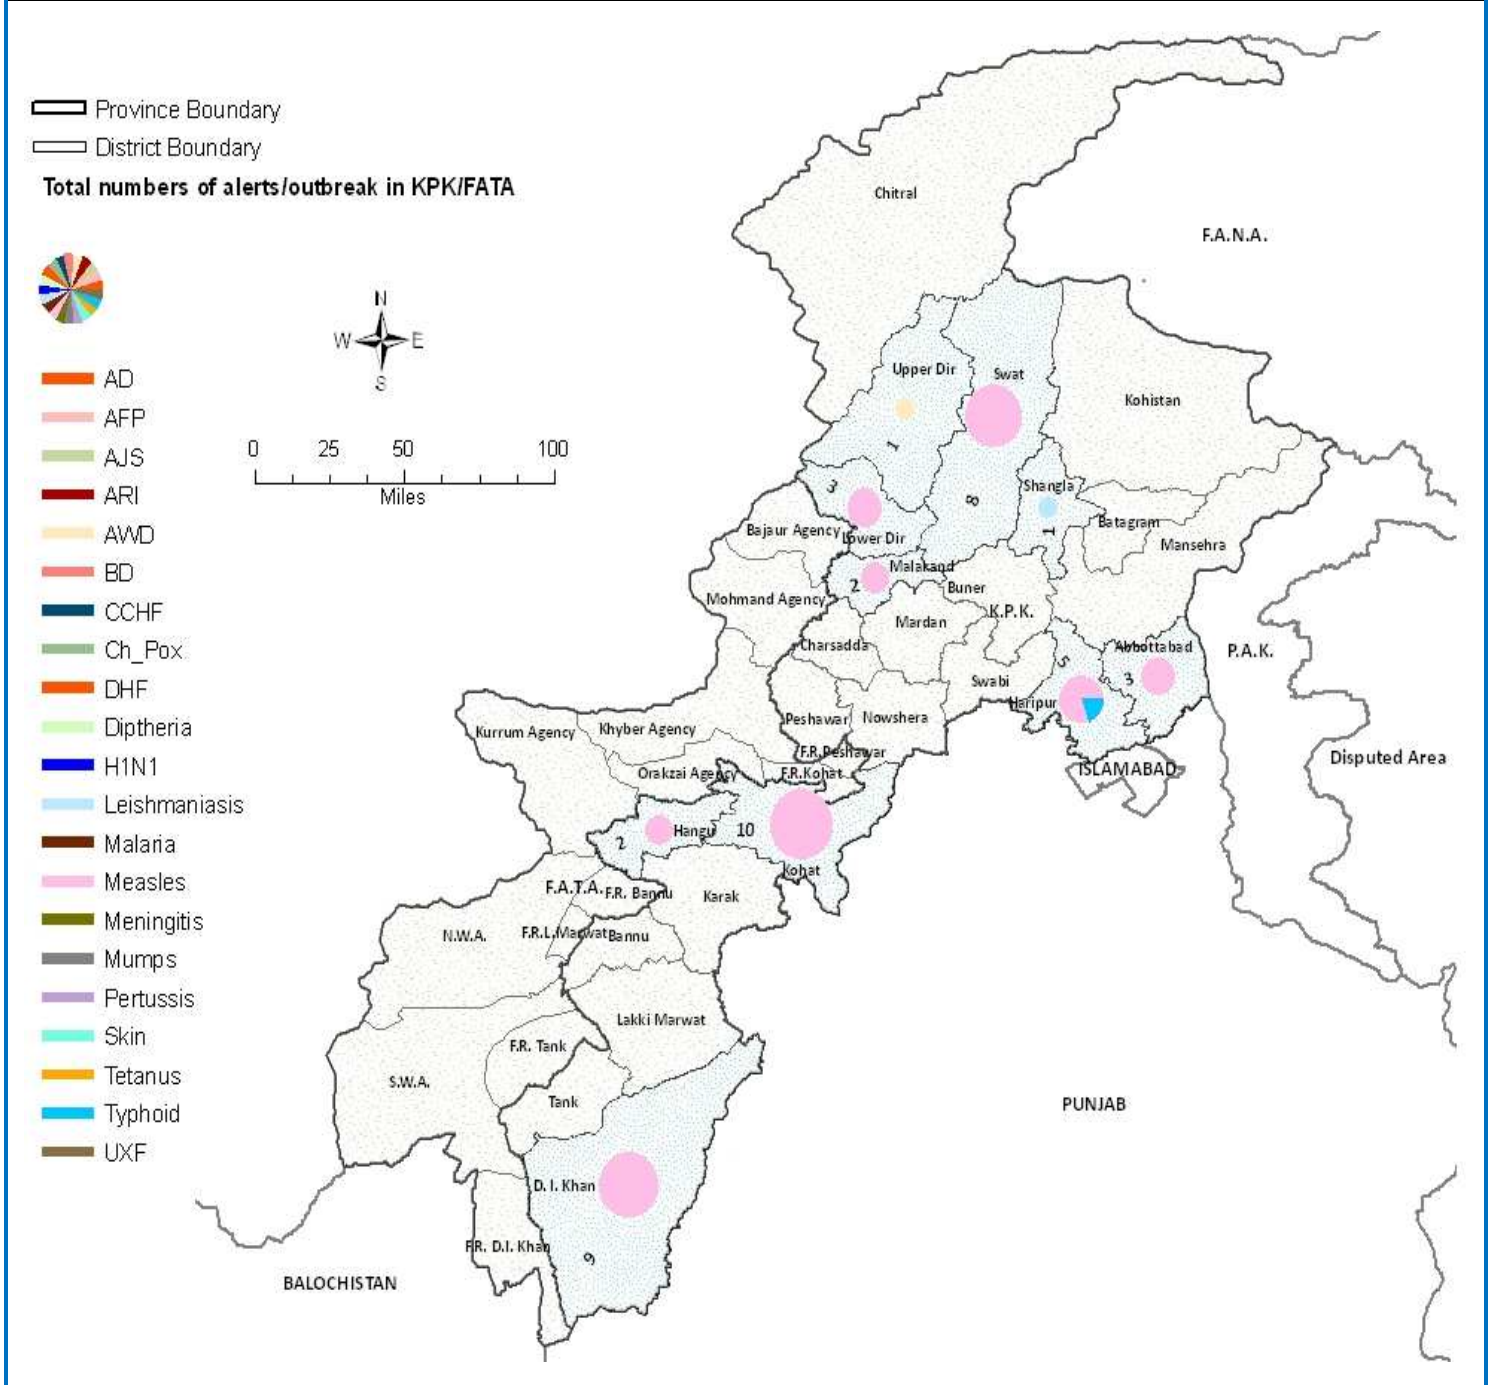 Province Boundary
District Boundary
Total numbers of alerts/outbreak in KPK/FATA
N
W E
S
0 25 50 100
Miles
AD
AFP
AJS
ARI
AWD
BD
CCHF
Ch_Pox
DHF
Diptheria
H1N1
Leishmaniasis
Malaria
Measles
Meningitis
Mumps
Pertussis
Skin
Tetanus
Typhoid
UXF
Chitral
F.A.N.A.
Upper Dir
Swat
Kohistan
1
3
8
Shangla
1
Batagram
Mansehra
Bajaur Agency
Lower Dir
Malakand
2
Buner
Mohmand Agency
K.P.K.
Mardan
Charsadda
Abbottabad
P.A.K.
5
3
Swabi
Haripur
Peshawar
Nowshera
Kurrum Agency
Khyber Agency
F.R.Peshawar
Disputed Area
Orakzai Agency
F.R.Kohat
ISLAMABAD
Hangu
10
2
Kohat
F.A.T.A.
F.R. Bannu
Karak
N.W.A.
F.R.L.Marwat
Bannu
Lakki Marwat
F.R. Tank
S.W.A.
Tank
PUNJAB
D. I. Khan
F.R. D.I. Khan
9
BALOCHISTAN